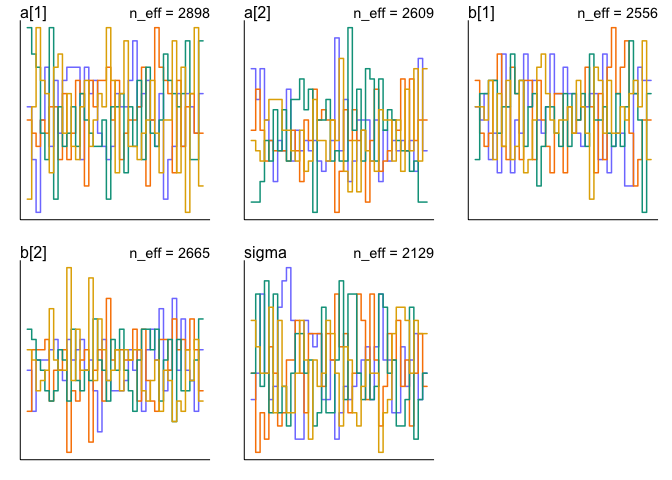 a[1] n_eff = 2898
a[2] n_eff = 2609
b[1] n_eff = 2556
b[2] n_eff = 2665
sigma n_eff = 2129